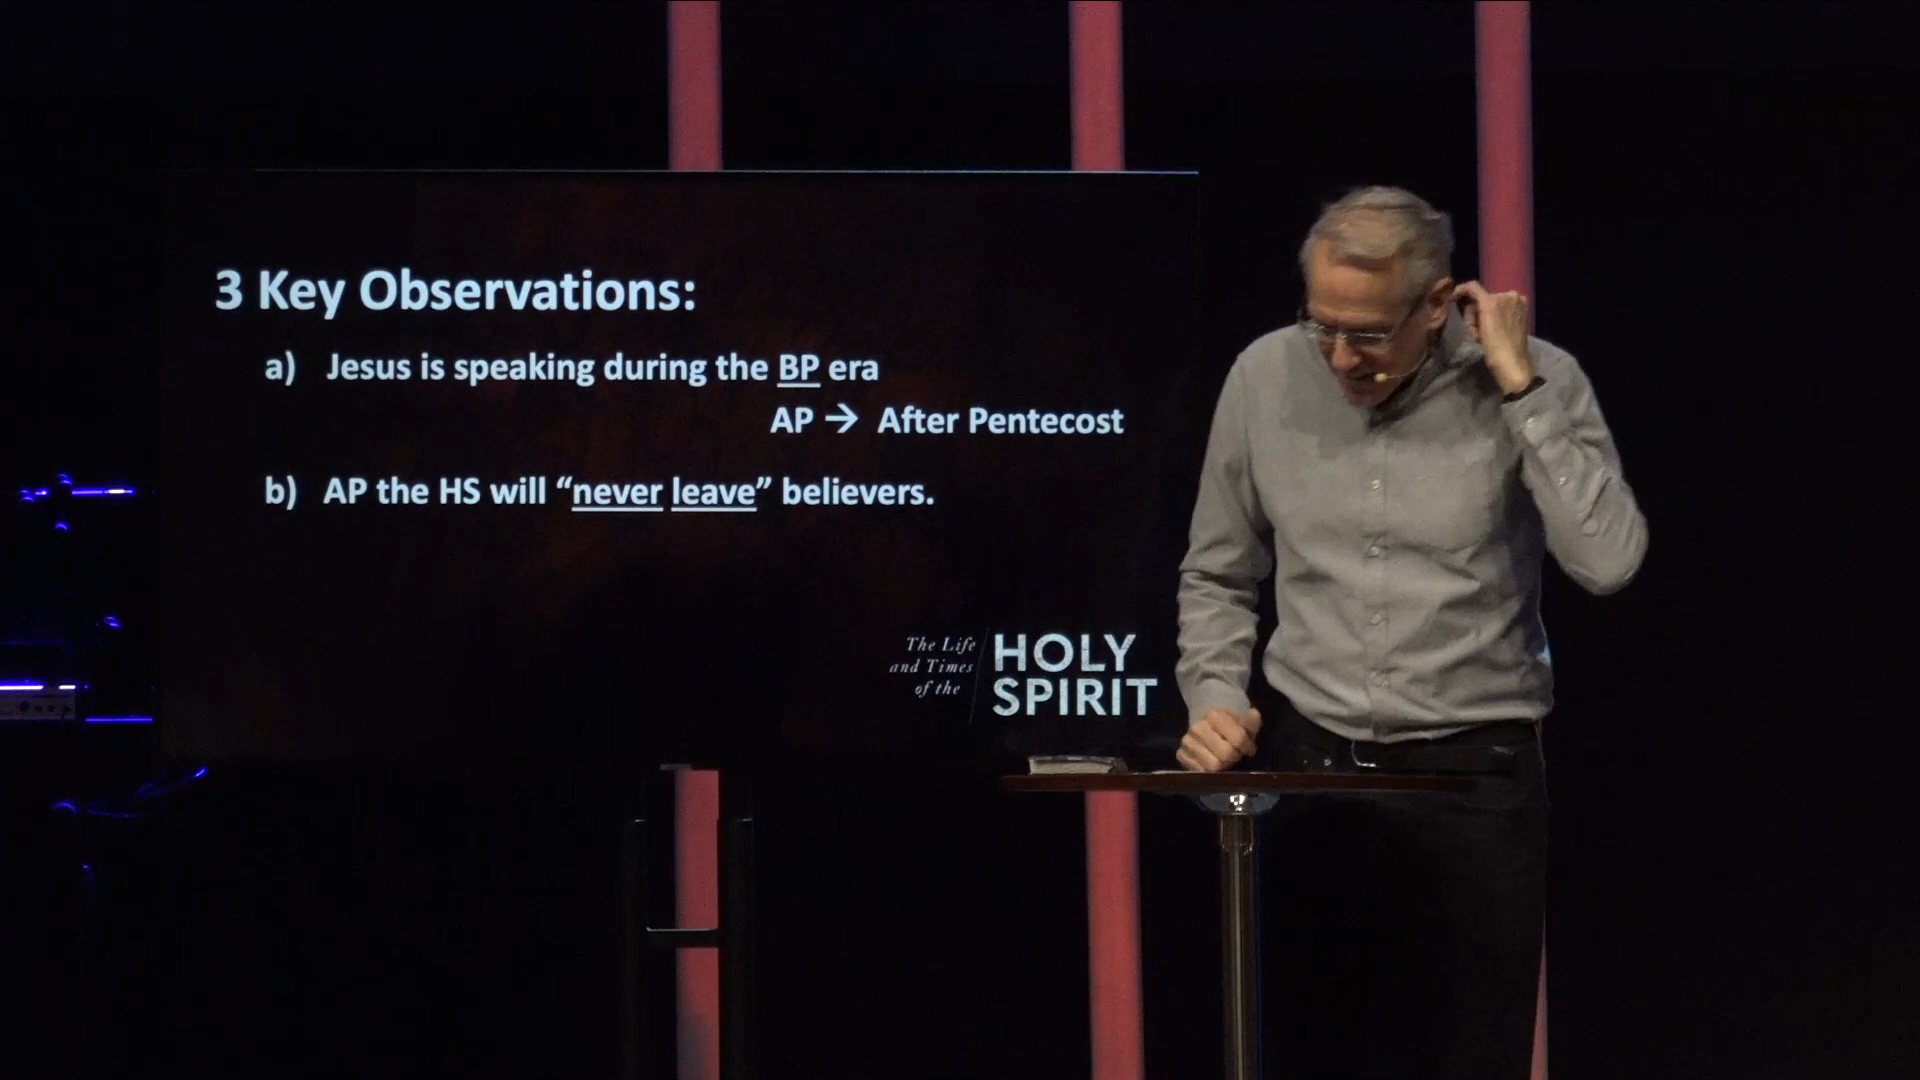 3 Key Observations:
a) Jesus is speaking during the BP era
AP → After Pentecost
b) AP the HS will “never leave” believers.
The Life
and Times
of the
HOLY
SPIRIT